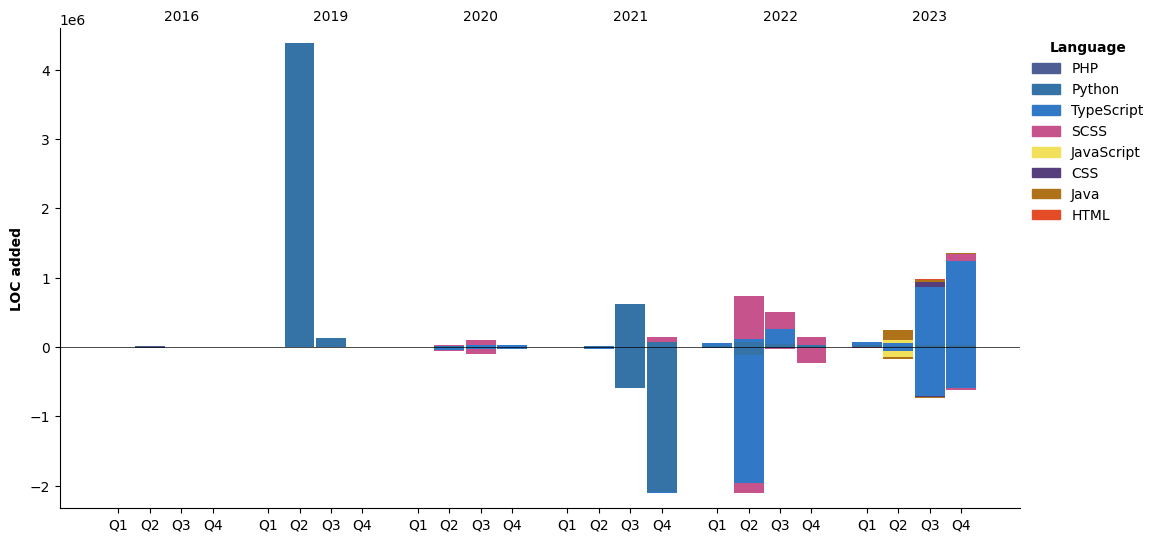 1e6
2016 2019 2020 2021 2022 2023
LOC added
4
3
2
1
0
−1
−2
Q1 Q2 Q3 Q4 Q1 Q2 Q3 Q4 Q1 Q2 Q3 Q4 Q1 Q2 Q3 Q4 Q1 Q2 Q3 Q4 Q1 Q2 Q3 Q4
Language
PHP
Python
TypeScript
SCSS
JavaScript
CSS
Java
HTML